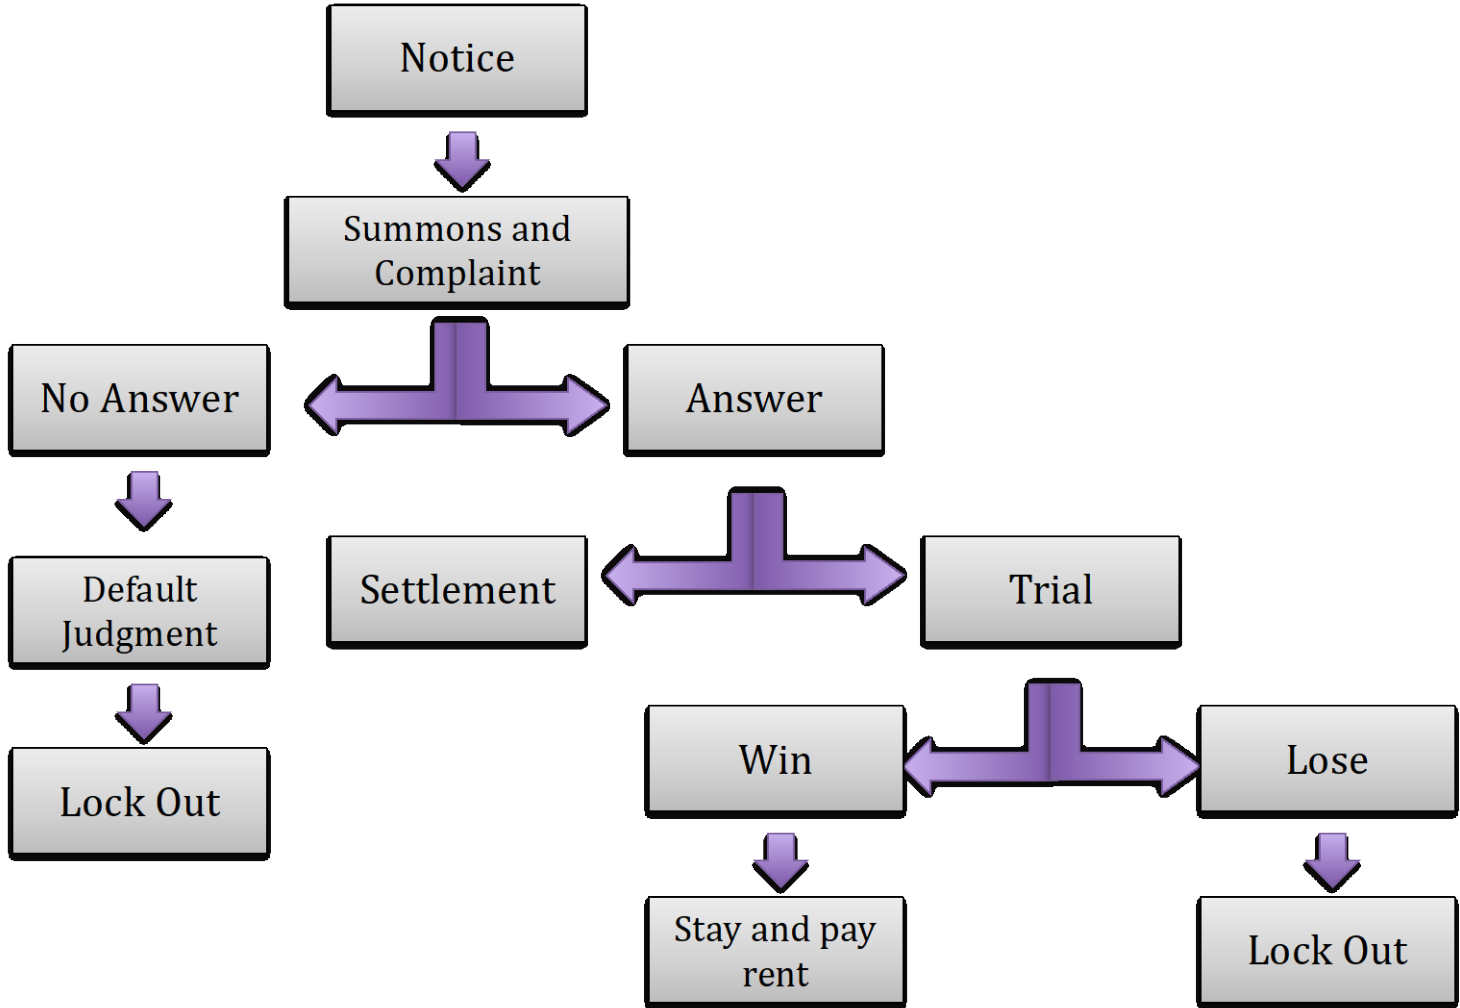 Notice
Summons and
Complaint
No Answer
Answer
Default
Judgment
Settlement
Trial
Lock Out
Win
Lose
Stay and pay
rent
Lock Out